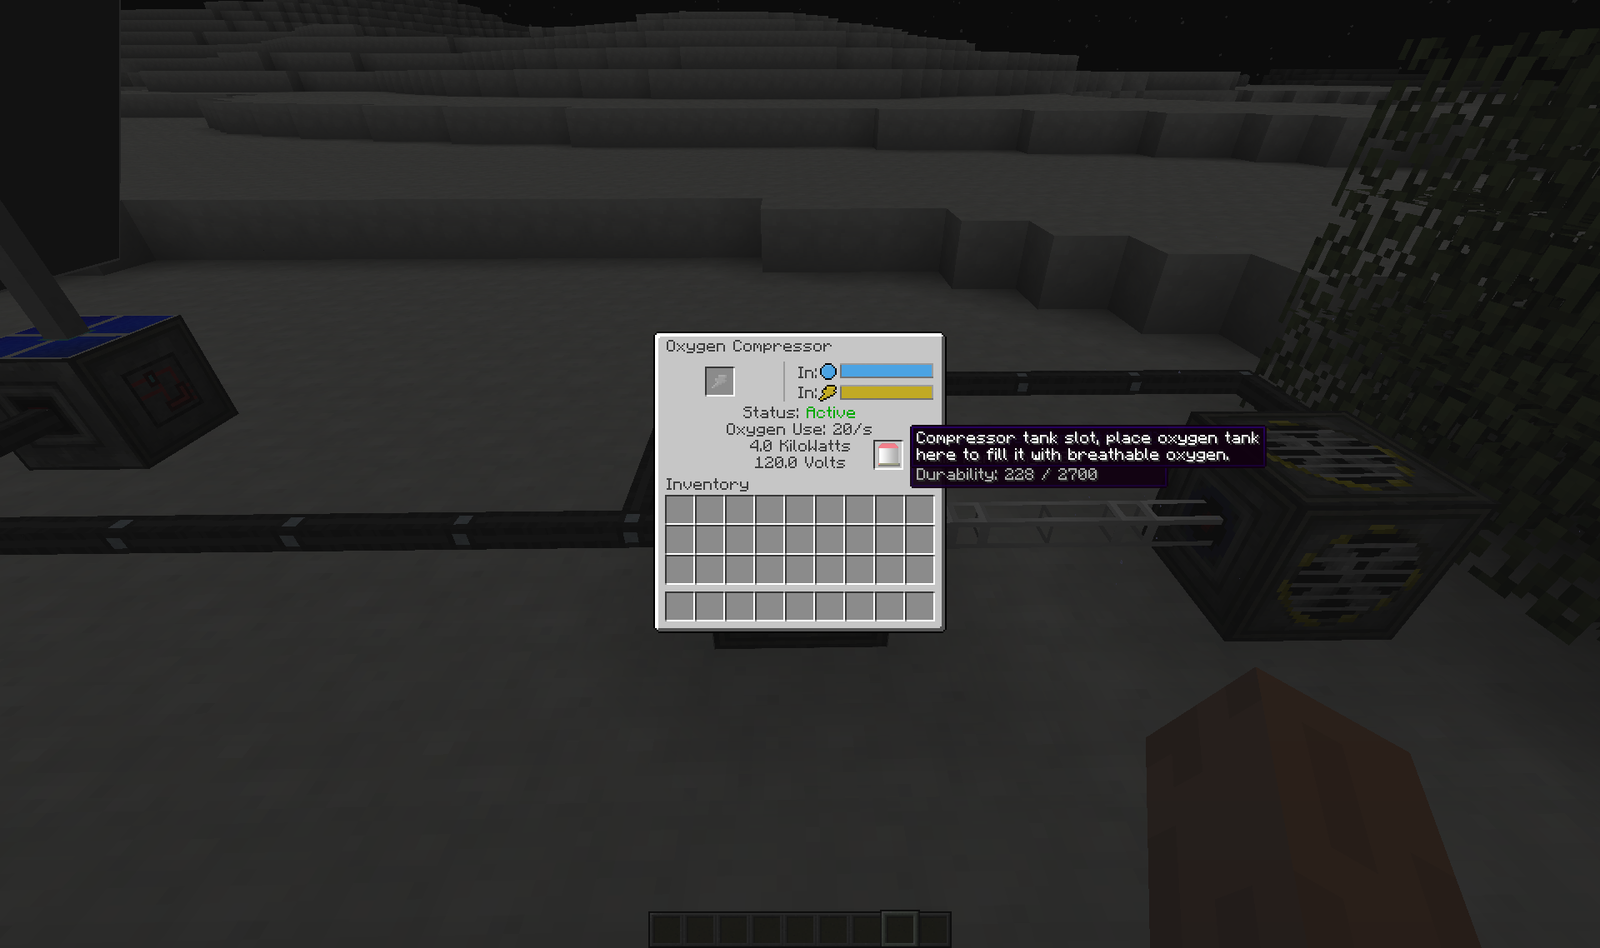 Oxygen Compressor
In:
In:
Status: Active
Oxygen Use: 20/s
4.0 KiloWatts
120.0 Volts
Compressor tank slot, place oxygen tank
here to fill it with breathable oxygen.
Durability: 228 / 2700
Inventory